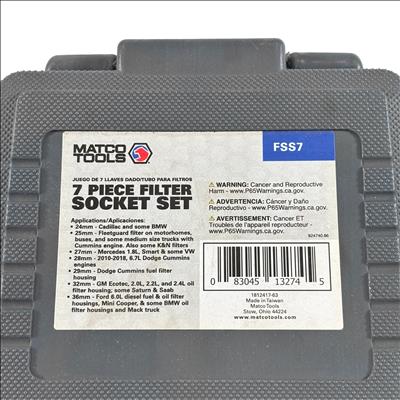 MATCO
TOOLS
FSS7
JUEGO DE 7 LLAVES DADO/TUBO PARA FILTROS
7 PIECE FILTER
SOCKET SET
Applications/Aplicaciones:
• 24mm - Cadillac and some BMW
• 25mm - Fleetguard filter on motorhomes,
buses, and some medium size trucks with
Cummins engine. Also some K&N filters
• 27mm - Mercedes 1.8L, Smart & some VW
• 28mm - 2010-2018, 6.7L Dodge Cummins
engines
• 29mm - Dodge Cummins fuel filter housing
• 32mm - GM Ecotec, 2.0L, 2.2L, and 2.4L oil
filter housing; some Saturn & Saab
• 36mm - Ford 6.0L diesel fuel & oil filter
housings, Mini Cooper, & some BMW oil
filter housings and Mack truck
WARNING: Cancer and Reproductive
Harm - www.P65Warnings.ca.gov.
ADVERTENCIA: Cáncer y Daño
Reproductivo - www.P65Warnings.ca.gov.
AVERTISSEMENT: Cancer ET
Troubles de l'appareil reproducteur -
www.P65Warnings.ca.gov.
824740.66
0 83045 13274 5
1812417-63
Made in Taiwan
Matco Tools
Stow, Ohio 44224
www.matcotools.com